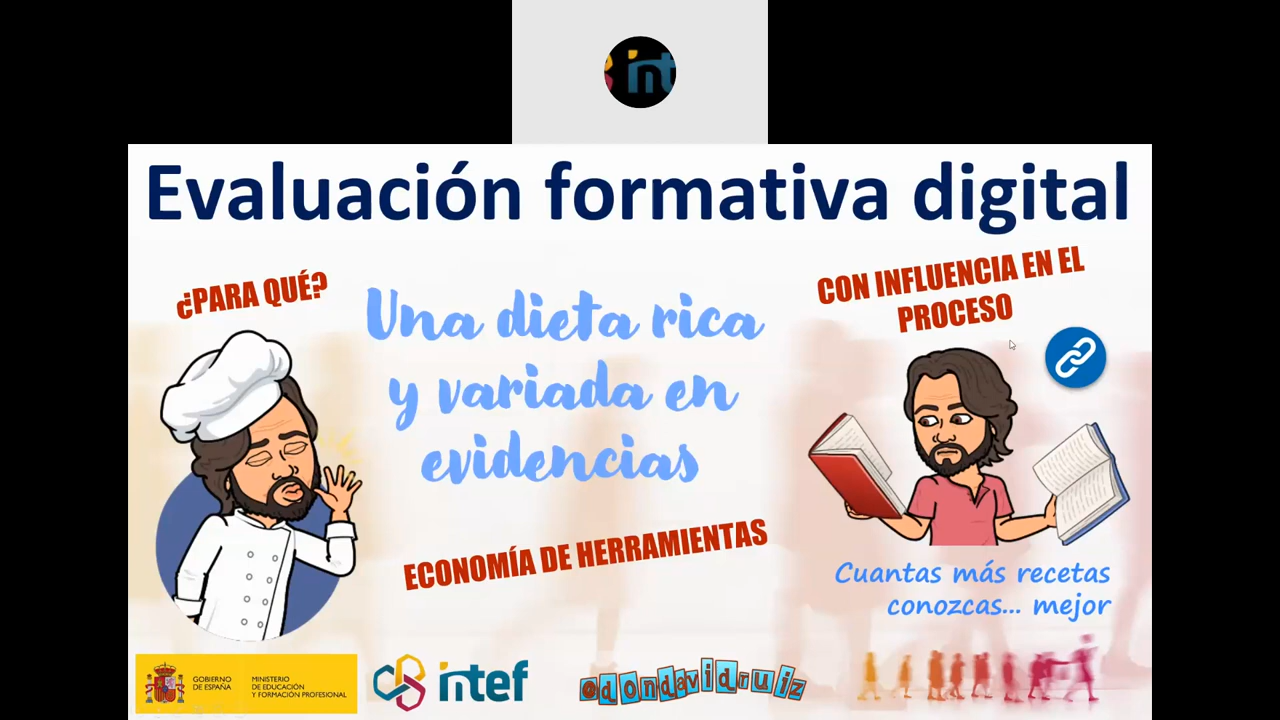 int
Evaluación formativa digital
¿PARA QUÉ?
CON INFLUENCIA EN EL
PROCESO
Una dieta rica
y variada en
evidencias
ECONOMÍA DE HERRAMIENTAS
Cuantas más recetas
conozcas... mejor
GOBIERNO
DE ESPAÑA
MINISTERIO
DE EDUCACIÓN
Y FORMACIÓN PROFESIONAL
intef
@dondavidruiz